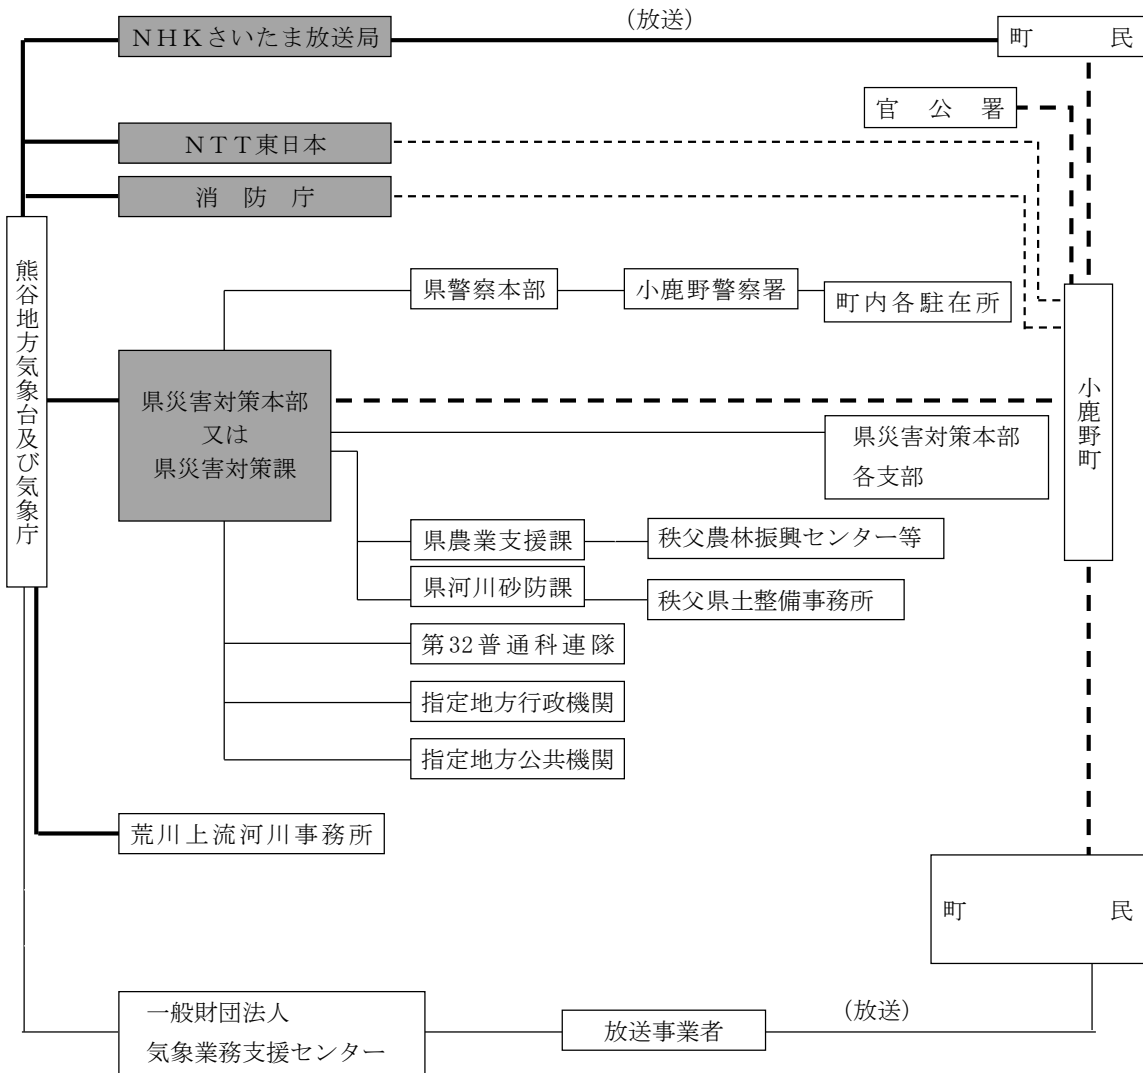 (放送)
NHKさいたま放送局
町　　　民
官　公　署
NTT東日本
消　防　庁
熊谷地方気象台及び気象庁
県警察本部
小鹿野警察署
町内各駐在所
県災害対策本部
又は
県災害対策課
小鹿野町
県災害対策本部
各支部
県農業支援課
秩父農林振興センター等
県河川砂防課
秩父県土整備事務所
第32普通科連隊
指定地方行政機関
指定地方公共機関
荒川上流河川事務所
町　　　民
一般財団法人
気象業務支援センター
放送事業者
(放送)